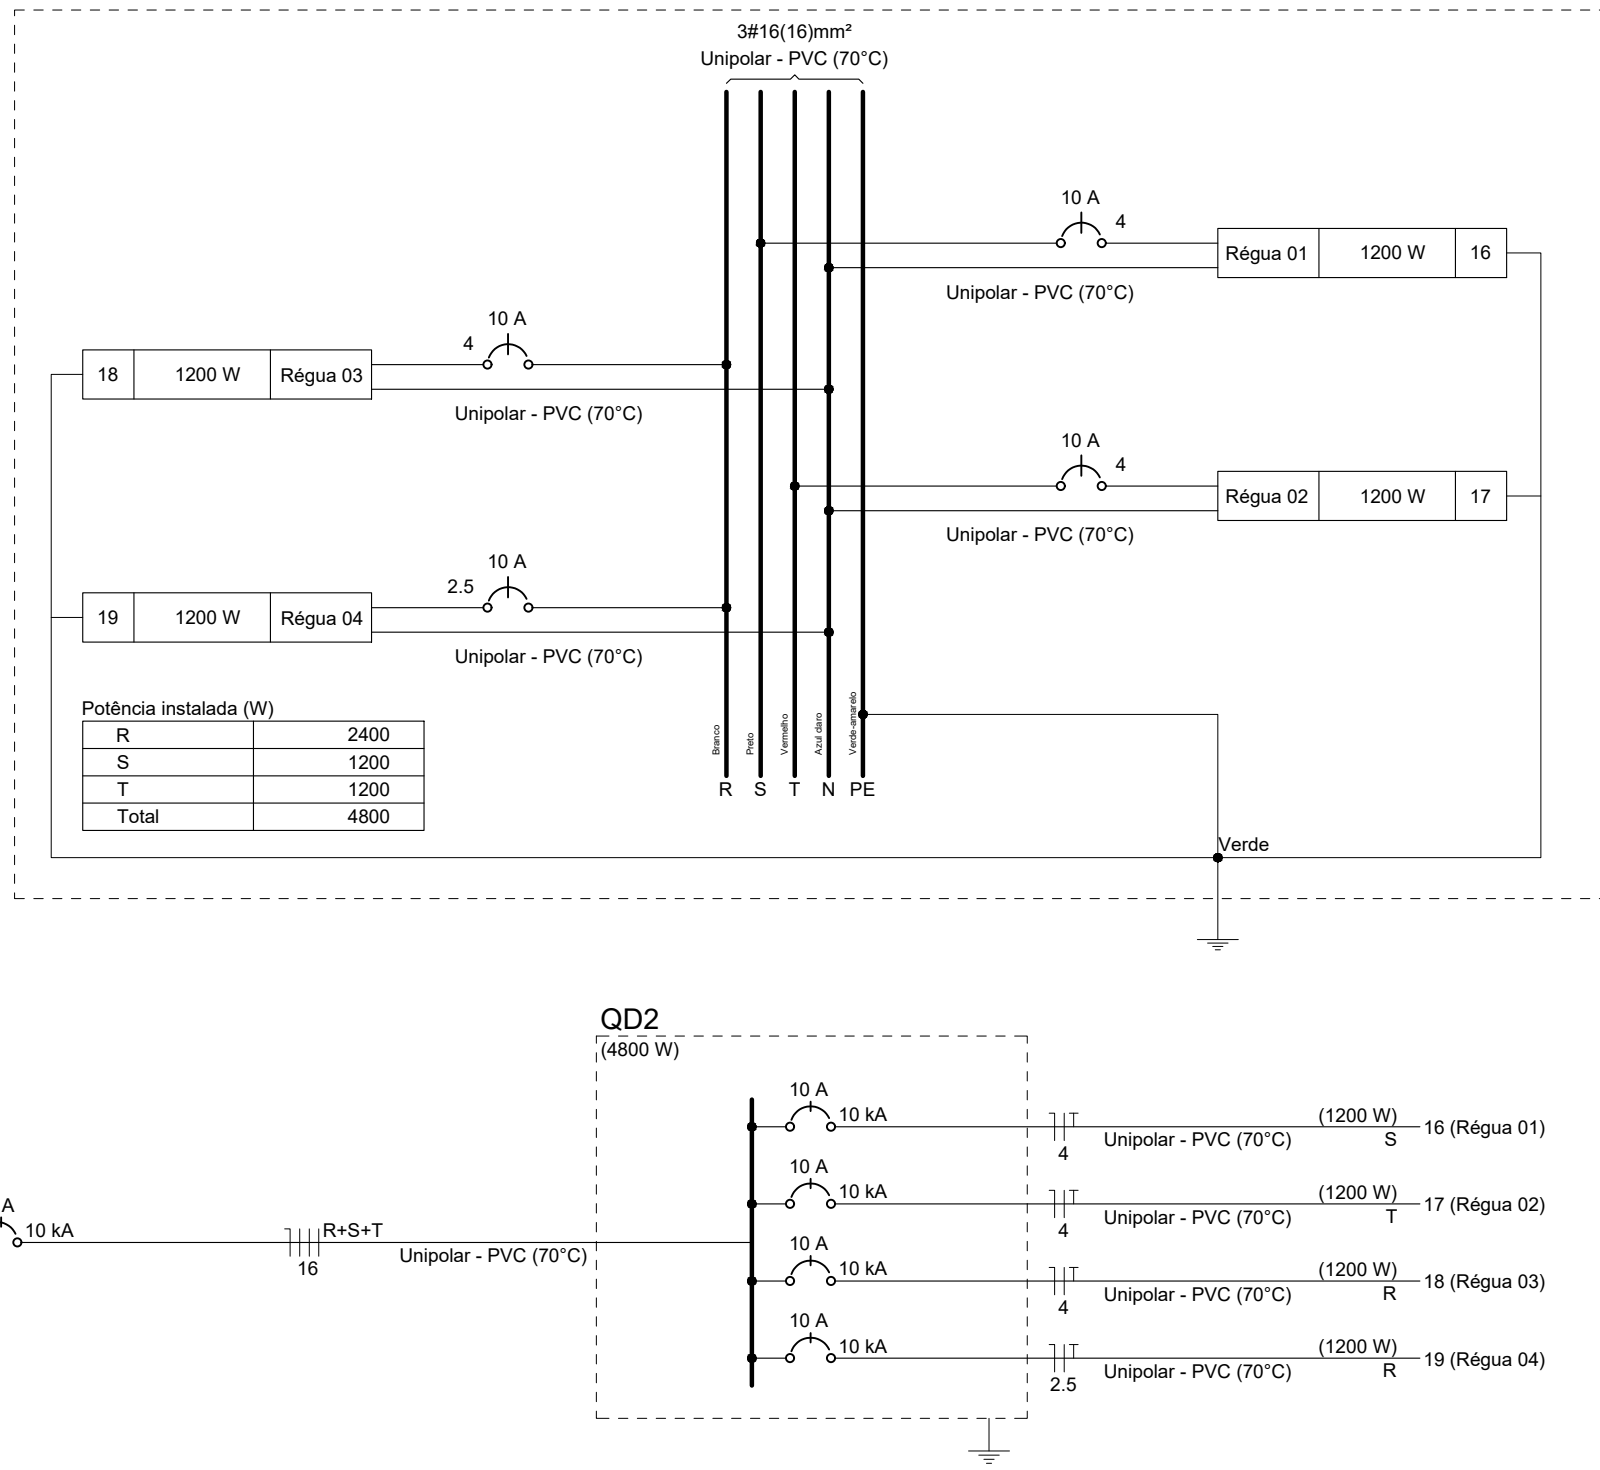 3#16(16)mm²
Unipolar - PVC (70°C)
10 A
4
Régua 01
1200 W
16
Unipolar - PVC (70°C)
10 A
4
18
1200 W
Régua 03
Unipolar - PVC (70°C)
10 A
4
Régua 02
1200 W
17
Unipolar - PVC (70°C)
10 A
2.5
19
1200 W
Régua 04
Unipolar - PVC (70°C)
Potência instalada (W)
R 2400
S 1200
T 1200
Total 4800
Branco
Preto
Vermelho
Azul claro
Verde-amarelo
R S T N PE
Verde
QD2
(4800 W)
A
10 kA
R+S+T
16
Unipolar - PVC (70°C)
10 A
10 kA
4
Unipolar - PVC (70°C)
(1200 W)
S
16 (Régua 01)
10 A
10 kA
4
Unipolar - PVC (70°C)
(1200 W)
T
17 (Régua 02)
10 A
10 kA
4
Unipolar - PVC (70°C)
(1200 W)
R
18 (Régua 03)
10 A
10 kA
2.5
Unipolar - PVC (70°C)
(1200 W)
R
19 (Régua 04)